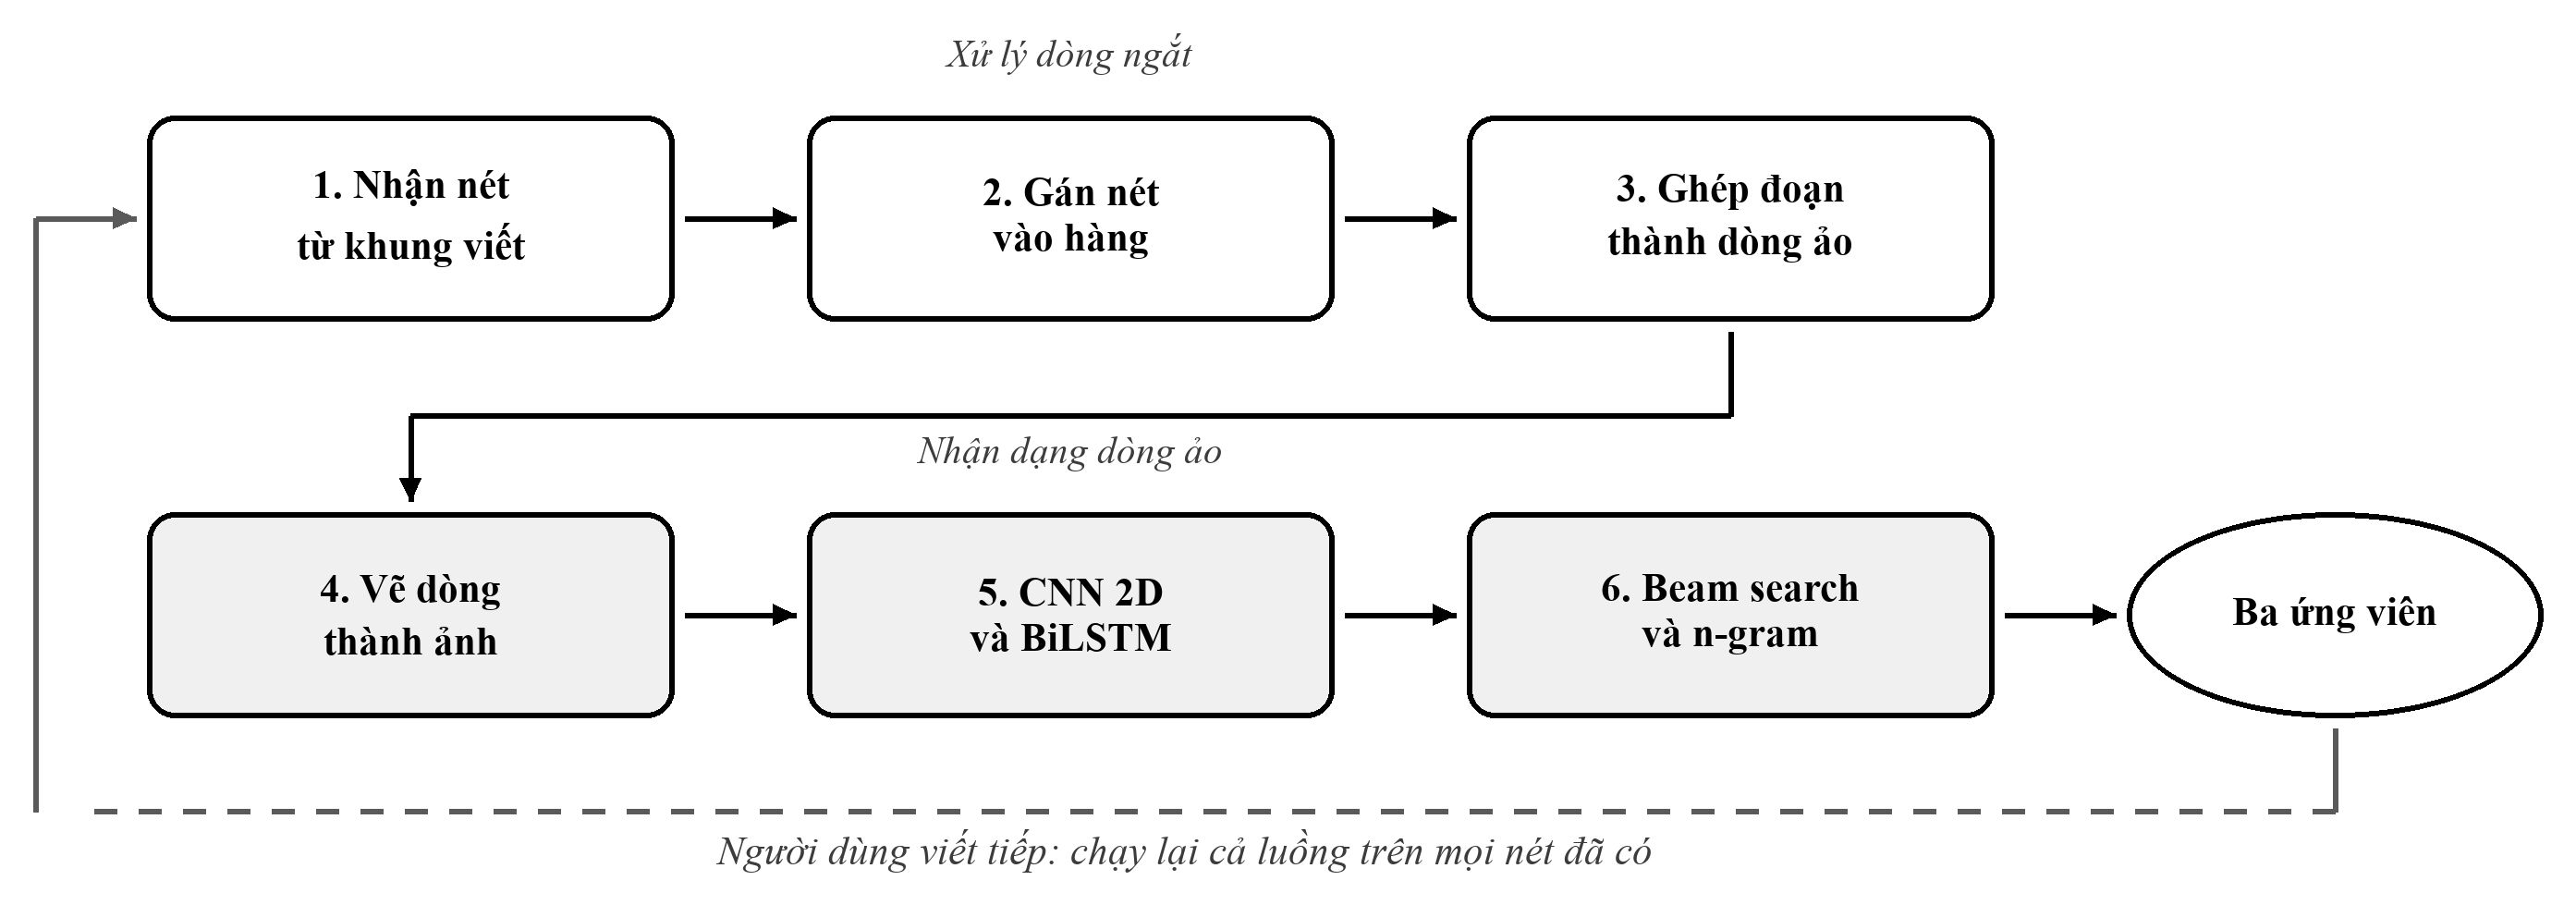 Xử lý dòng ngắt
1. Nhận nét
từ khung viết
2. Gán nét
vào hàng
3. Ghép đoạn
thành dòng ảo
Nhận dạng dòng ảo
4. Vẽ dòng
thành ảnh
5. CNN 2D
và BiLSTM
6. Beam search
và n-gram
Ba ứng viên
Người dùng viết tiếp: chạy lại cả luồng trên mọi nét đã có